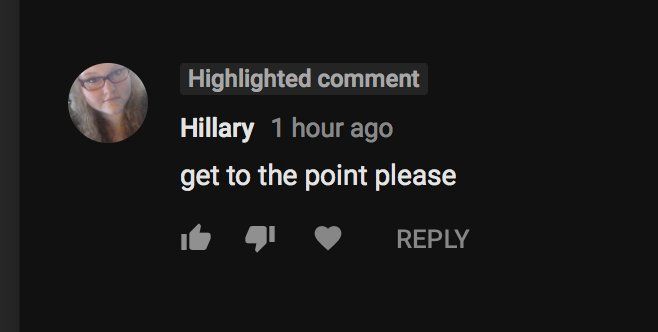 Highlighted comment
Hillary 1 hour ago
get to the point please
REPLY